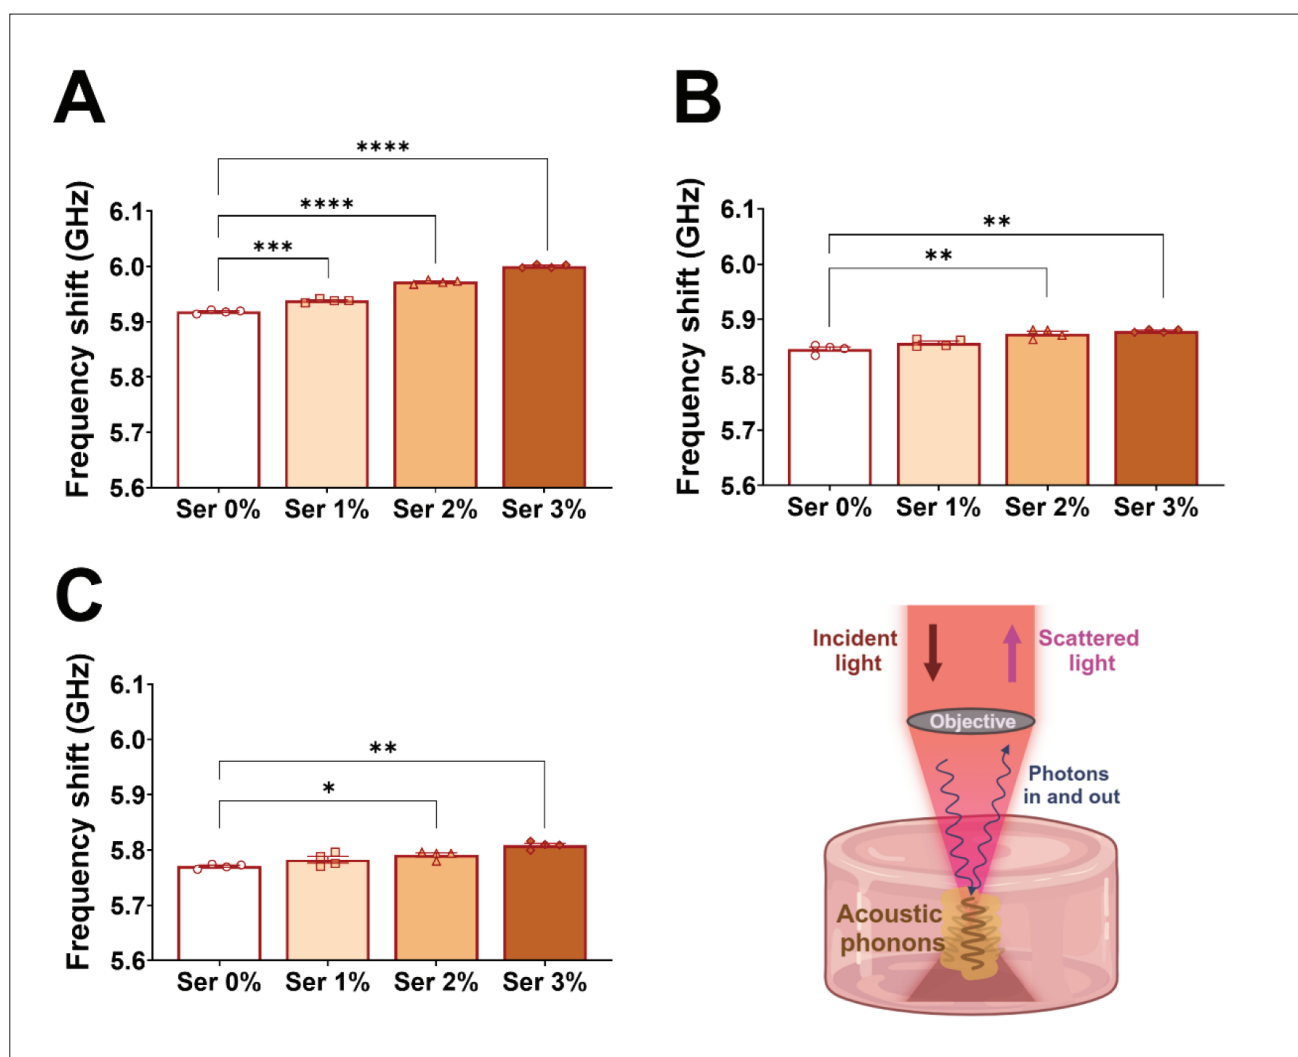 A
****
****
***
Frequency shift (GHz)
6.1
6.0
5.9
5.8
5.7
5.6
Ser 0% Ser 1% Ser 2% Ser 3%
B
**
**
Frequency shift (GHz)
6.1
6.0
5.9
5.8
5.7
5.6
Ser 0% Ser 1% Ser 2% Ser 3%
C
**
*
Frequency shift (GHz)
6.1
6.0
5.9
5.8
5.7
5.6
Ser 0% Ser 1% Ser 2% Ser 3%
Incident
light
Scattered
light
Objective
Photons
in and out
Acoustic
phonons